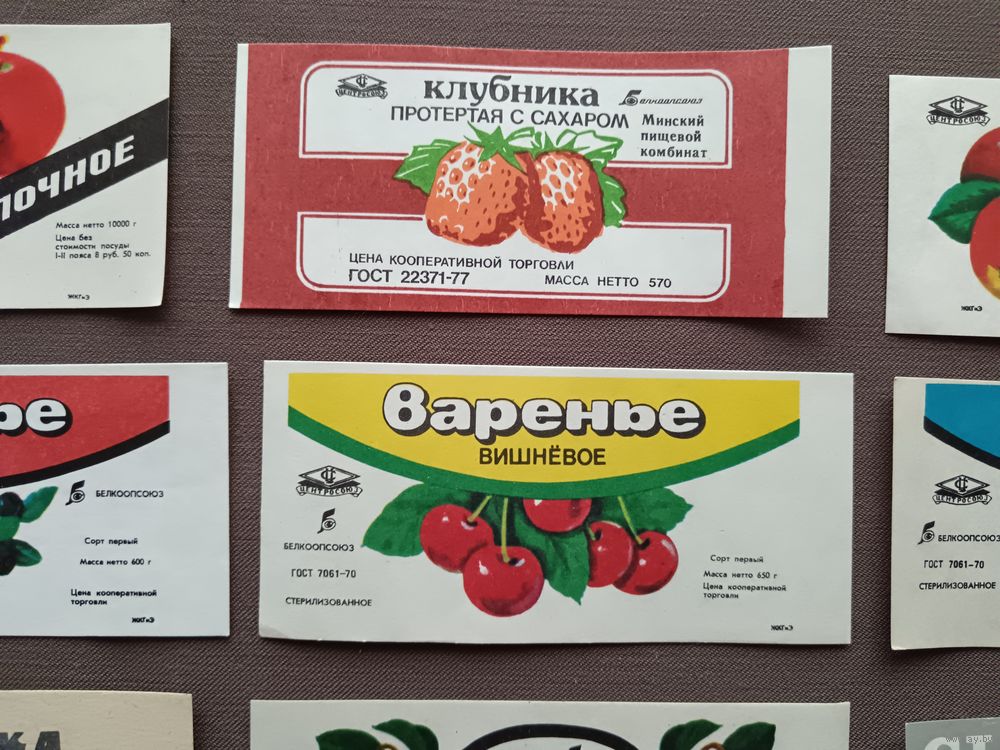 ЛОЧНОЕ
Масса нетто 10000 г
Цена без
стоимости посуды
I-II пояса 8 руб. 50 коп.
ЖКГиЭ
ЦЕНТРОСОЮЗ
клубника
ПРОТЕРТАЯ С САХАРОМ
Белкоопсоюз
Минский
пищевой
комбинат
ЦЕНА КООПЕРАТИВНОЙ ТОРГОВЛИ
ГОСТ 22371-77
МАССА НЕТТО 570
ЦЕНТРОСОЮЗ
ЖКГиЭ
ье
БЕЛКООПСОЮЗ
Сорт первый
Масса нетто 600 г
Цена кооперативной
торговли
ЖКГиЭ
Варенье
ВИШНЁВОЕ
ЦЕНТРОСОЮЗ
БЕЛКООПСОЮЗ
ГОСТ 7061-70
СТЕРИЛИЗОВАННОЕ
Сорт первый
Масса нетто 650 г
Цена кооперативной
торговли
ЖКГиЭ
ЦЕНТРОСОЮЗ
БЕЛКООПСОЮЗ
ГОСТ 7061-70
СТЕРИЛИЗОВАННОЕ
КА